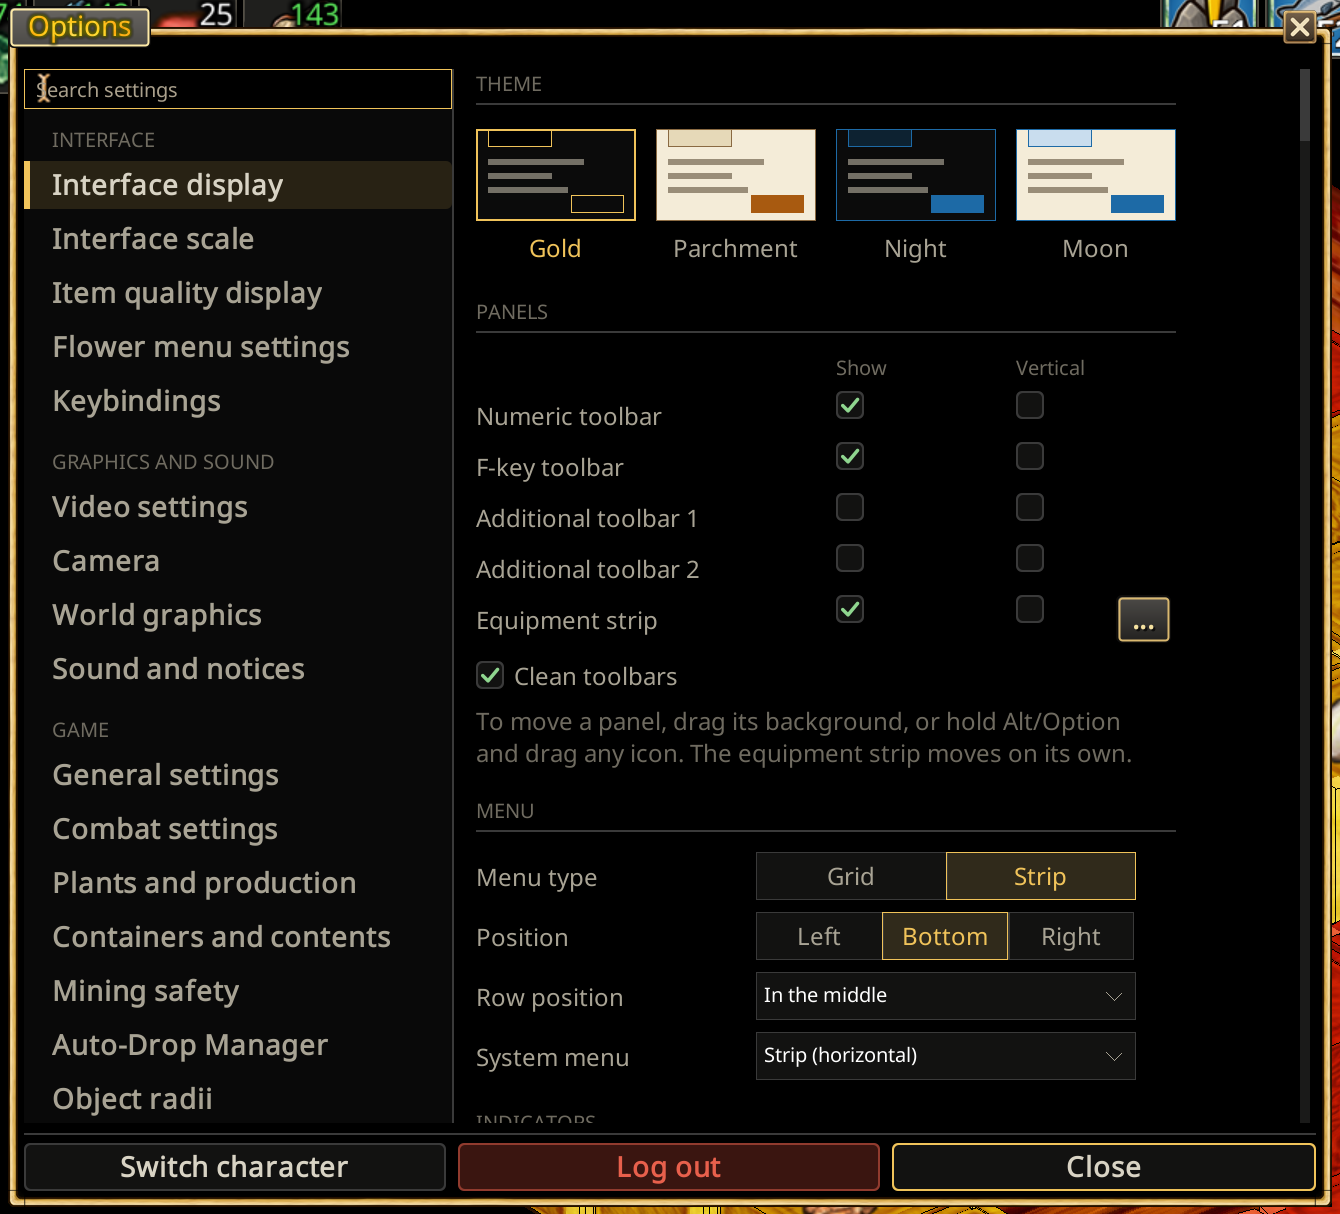 25
143
Options
Search settings
INTERFACE
Interface display
Interface scale
Item quality display
Flower menu settings
Keybindings
GRAPHICS AND SOUND
Video settings
Camera
World graphics
Sound and notices
GAME
General settings
Combat settings
Plants and production
Containers and contents
Mining safety
Auto-Drop Manager
Object radii
THEME
Gold
Parchment
Night
Moon
PANELS
Show
Vertical
Numeric toolbar
F-key toolbar
Additional toolbar 1
Additional toolbar 2
Equipment strip
...
Clean toolbars
To move a panel, drag its background, or hold Alt/Option
and drag any icon. The equipment strip moves on its own.
MENU
Menu type
Grid
Strip
Position
Left
Bottom
Right
Row position
In the middle
System menu
Strip (horizontal)
INDICATORS
Switch character
Log out
Close